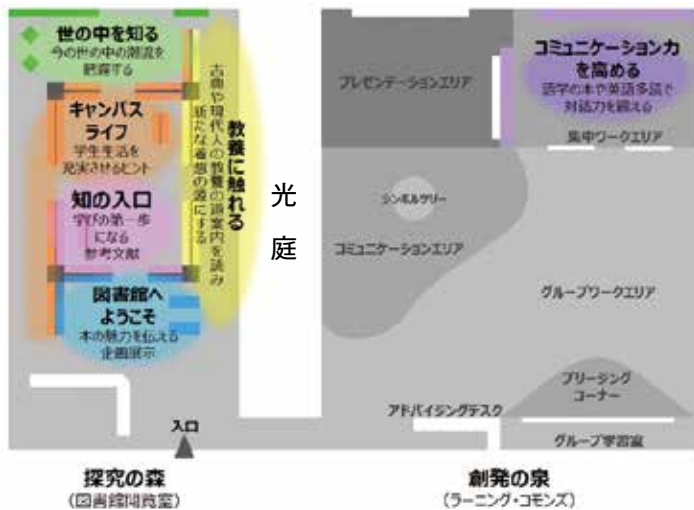 世の中を知る
今の世の中の潮流を
把握する
キャンパス
ライフ
学生生活を
充実させるヒント
知の入口
学びの第一歩
になる
参考文献
図書館へ
ようこそ
本の魅力を伝える
企画展示
教養に触れる
古典や現代人の教養の道案内を読み
新たな着想の源にする
光
庭
入口
探究の森
(図書館閲覧室)
プレゼンテーションエリア
コミュニケーション力
を高める
語学の本や英語多読で
対話力を鍛える
集中ワークエリア
シンボルツリー
コミュニケーションエリア
グループワークエリア
ブリージング
コーナー
アドバイジングデスク
グループ学習室
創発の泉
(ラーニング・コモンズ)